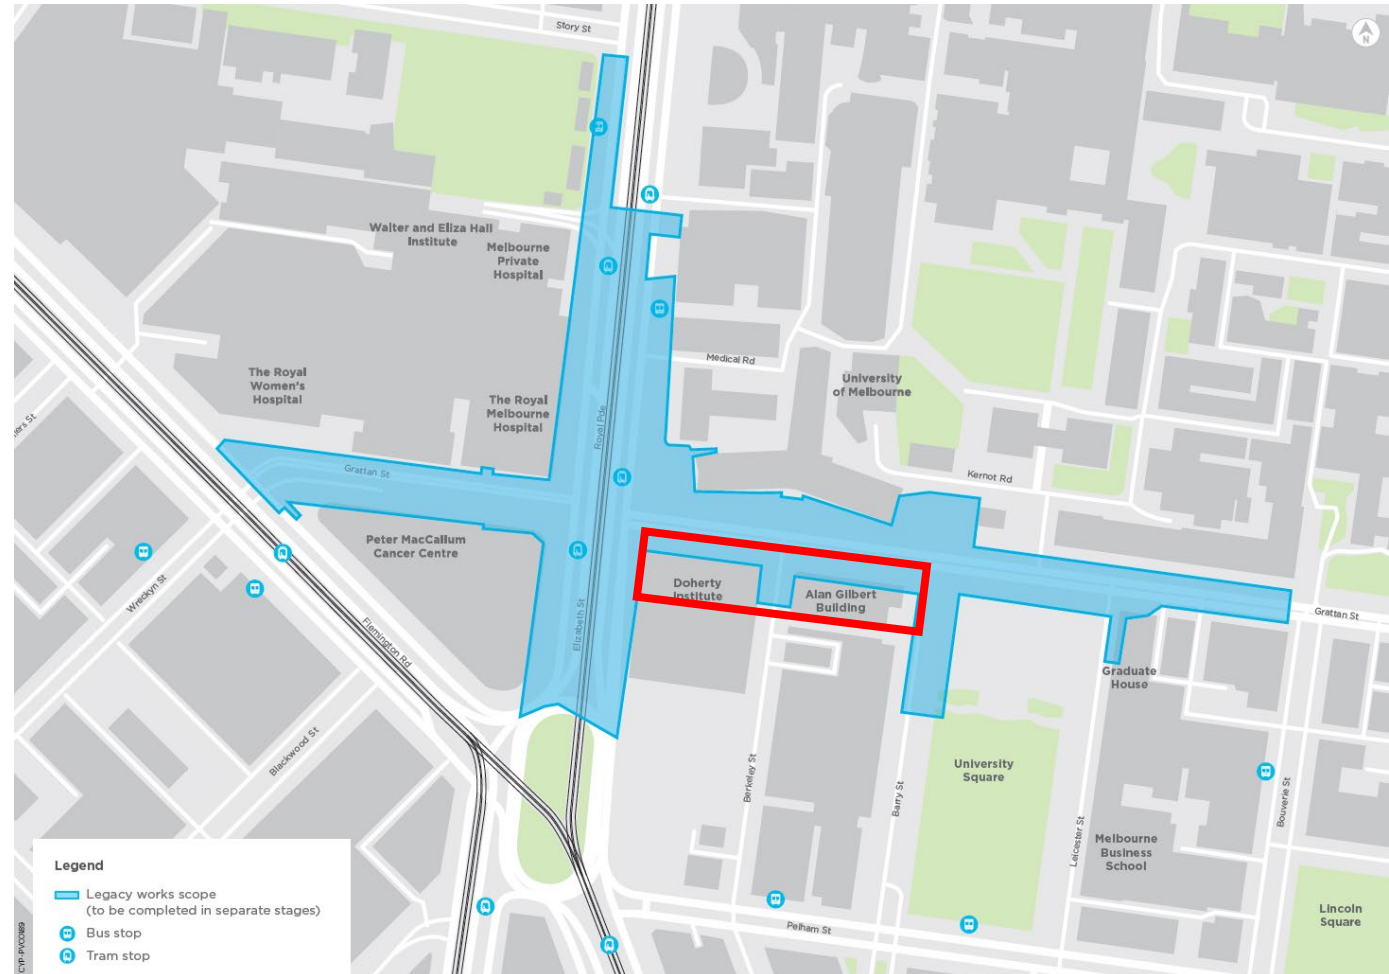 Story St
N
Walter and Eliza Hall
Institute
Melbourne
Private
Hospital
Medical Rd
The Royal
Women's
Hospital
The Royal
Melbourne
Hospital
University
of Melbourne
Royal Pde
Grattan St
Kernot Rd
Peter MacCallum
Cancer Centre
Doherty
Institute
Alan Gilbert
Building
Grattan St
Wreckyn St
Flemington Rd
Elizabeth St
Graduate
House
Blackwood St
Berkeley St
Barry St
University
Square
Leicester St
Bouverie St
Melbourne
Business
School
Pelham St
Lincoln
Square
Legend
Legacy works scope
(to be completed in separate stages)
Bus stop
Tram stop
CYP-PVC0189